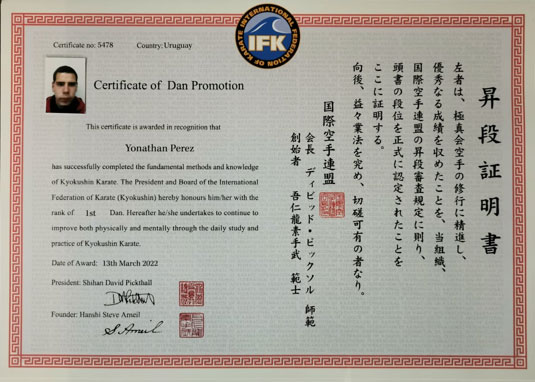 INTERNATIONAL FEDERATION OF KARATE
IFK
Certificate no: 5478 Country: Uruguay
Certificate of Dan Promotion
This certificate is awarded in recognition that
Yonathan Perez
has successfully completed the fundamental methods and knowledge
of Kyokushin Karate. The President and Board of the International
Federation of Karate (Kyokushin) hereby honours him/her with the
rank of 1st Dan. Hereafter he/she undertakes to continue to
improve both physically and mentally through the daily study and
practice of Kyokushin Karate.
Date of Award: 13th March 2022
President: Shihan David Pickthall
Founder: Hanshi Steve Arneil
S. Arneil
昇段証明書
左者は、極真会空手の修行に精進し、
優秀なる成績を収めたことを、当組織、
国際空手連盟の昇段審査規定に則り、
頭書の段位を正式に認定されたことを
ここに証明する。
向後、益々業法を究め、切磋可有の者なり。
国際空手連盟
会長 ディビッド・ピックソル 師範
創始者 吾仁龍素手武 範士